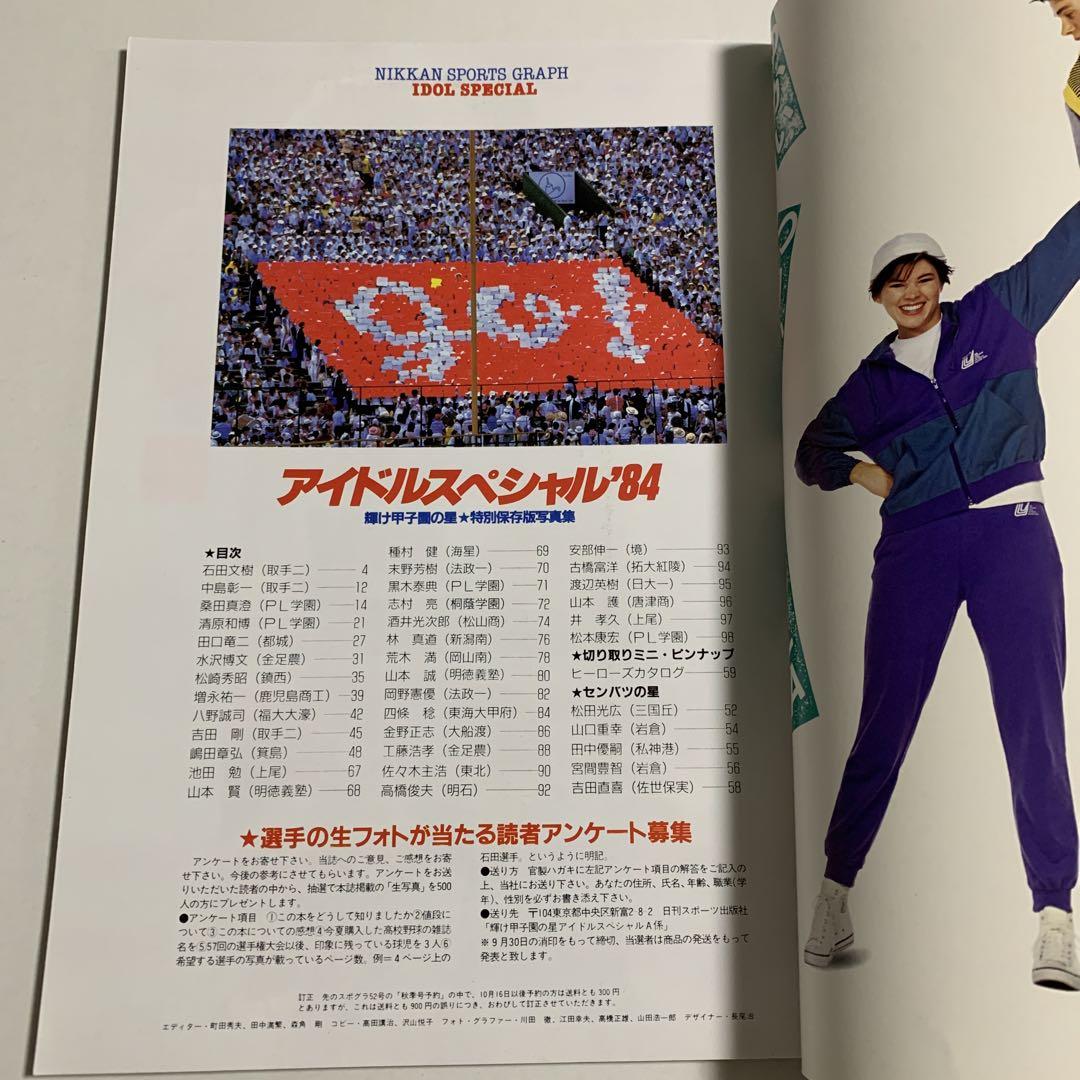 NIKKAN SPORTS GRAPH
IDOL SPECIAL
go!
アイドルスペシャル'84
輝け甲子園の星★特別保存版写真集
★目次
石田文樹（取手二）――4
中島彰一（取手二）――12
桑田真澄（ＰＬ学園）――14
清原和博（ＰＬ学園）――21
田口竜二（都城）――27
水沢博文（金足農）――31
松崎秀昭（鎮西）――35
増永祐一（鹿児島商工）―39
八野誠司（福大大濠）――42
吉田　剛（取手二）――45
嶋田章弘（箕島）――48
池田　勉（上尾）――67
山本　賢（明徳義塾）――68
種村　健（海星）――69
末野芳樹（法政一）――70
黒木泰典（ＰＬ学園）――71
志村　亮（桐蔭学園）――72
酒井光次郎（松山商）――74
林　真道（新潟南）――76
荒木　満（岡山南）――78
山本　誠（明徳義塾）――80
岡野憲優（法政一）――82
四條　稔（東海大甲府）―84
金野正志（大船渡）――86
工藤浩孝（金足農）――88
佐々木主浩（東北）――90
高橋俊夫（明石）――92
安部伸一（境）――93
古橋富洋（拓大紅陵）――94
渡辺英樹（日大一）――95
山本　護（唐津商）――96
井　孝久（上尾）――97
松本康宏（ＰＬ学園）――98
★切り取りミニ・ピンナップ
ヒーローズカタログ――59
★センバツの星
松田光広（三国丘）――52
山口重幸（岩倉）――54
田中優嗣（私神港）――55
宮間豊智（岩倉）――56
吉田直喜（佐世保実）――58
★選手の生フォトが当たる読者アンケート募集
アンケートをお寄せ下さい。当誌へのご意見、ご感想をお寄
せ下さい。今後の参考にさせてもらいます。アンケートをお送
りいただいた読者の中から、抽選で本誌掲載の「生写真」を500
人の方にプレゼントします。
●アンケート項目　①この本をどうして知りましたか②値段に
ついて③この本についての感想④今夏購入した高校野球の雑誌
名を⑤57回の選手権大会以後、印象に残っている球児を３人⑥
希望する選手の写真が載っているページ数。例＝４ページ上の
石田選手。というように明記。
●送り方　官製ハガキに左記アンケート項目の解答をご記入の
上、当社にお送り下さい。あなたの住所、氏名、年齢、職業（学
年）、性別を必ずお書き添え下さい。
●送り先　〒104東京都中央区新富2-8-2　日刊スポーツ出版社
「輝け甲子園の星アイドルスペシャルＡ係」
※９月30日の消印をもって締切、当選者は商品の発送をもって
発表と致します。
訂正　先のスポグラ52号の「秋季号予約」の中で、10月16日以後予約の方は送料とも300円
とありますが、これは送料とも900円の誤りにつき、おわびして訂正させていただきます。
エディター・町田秀夫、田中満繁、森角　剛　コピー・高田講治、沢山悦子　フォト・グラファー・川田　徹、江田幸夫、高橋正雄、山田浩一郎　デザイナー・長尾治